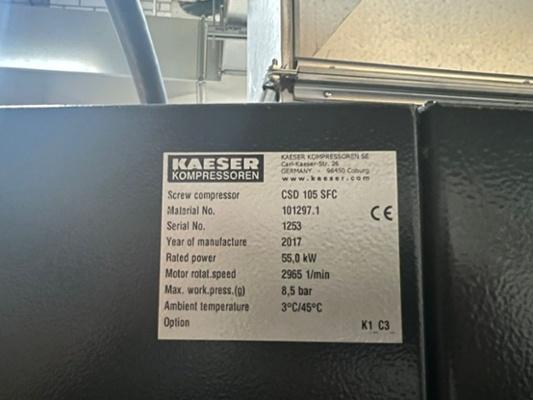 KAESER
KOMPRESSOREN
KAESER KOMPRESSOREN SE
Carl-Kaeser-Str. 26
GERMANY - 96450 Coburg
www.kaeser.com
Screw compressor CSD 105 SFC
Material No. 101297.1
CE
Serial No. 1253
Year of manufacture 2017
Rated power 55,0 kW
Motor rotat.speed 2965 1/min
Max. work.press.(g) 8,5 bar
Ambient temperature 3°C/45°C
Option K1_C3_